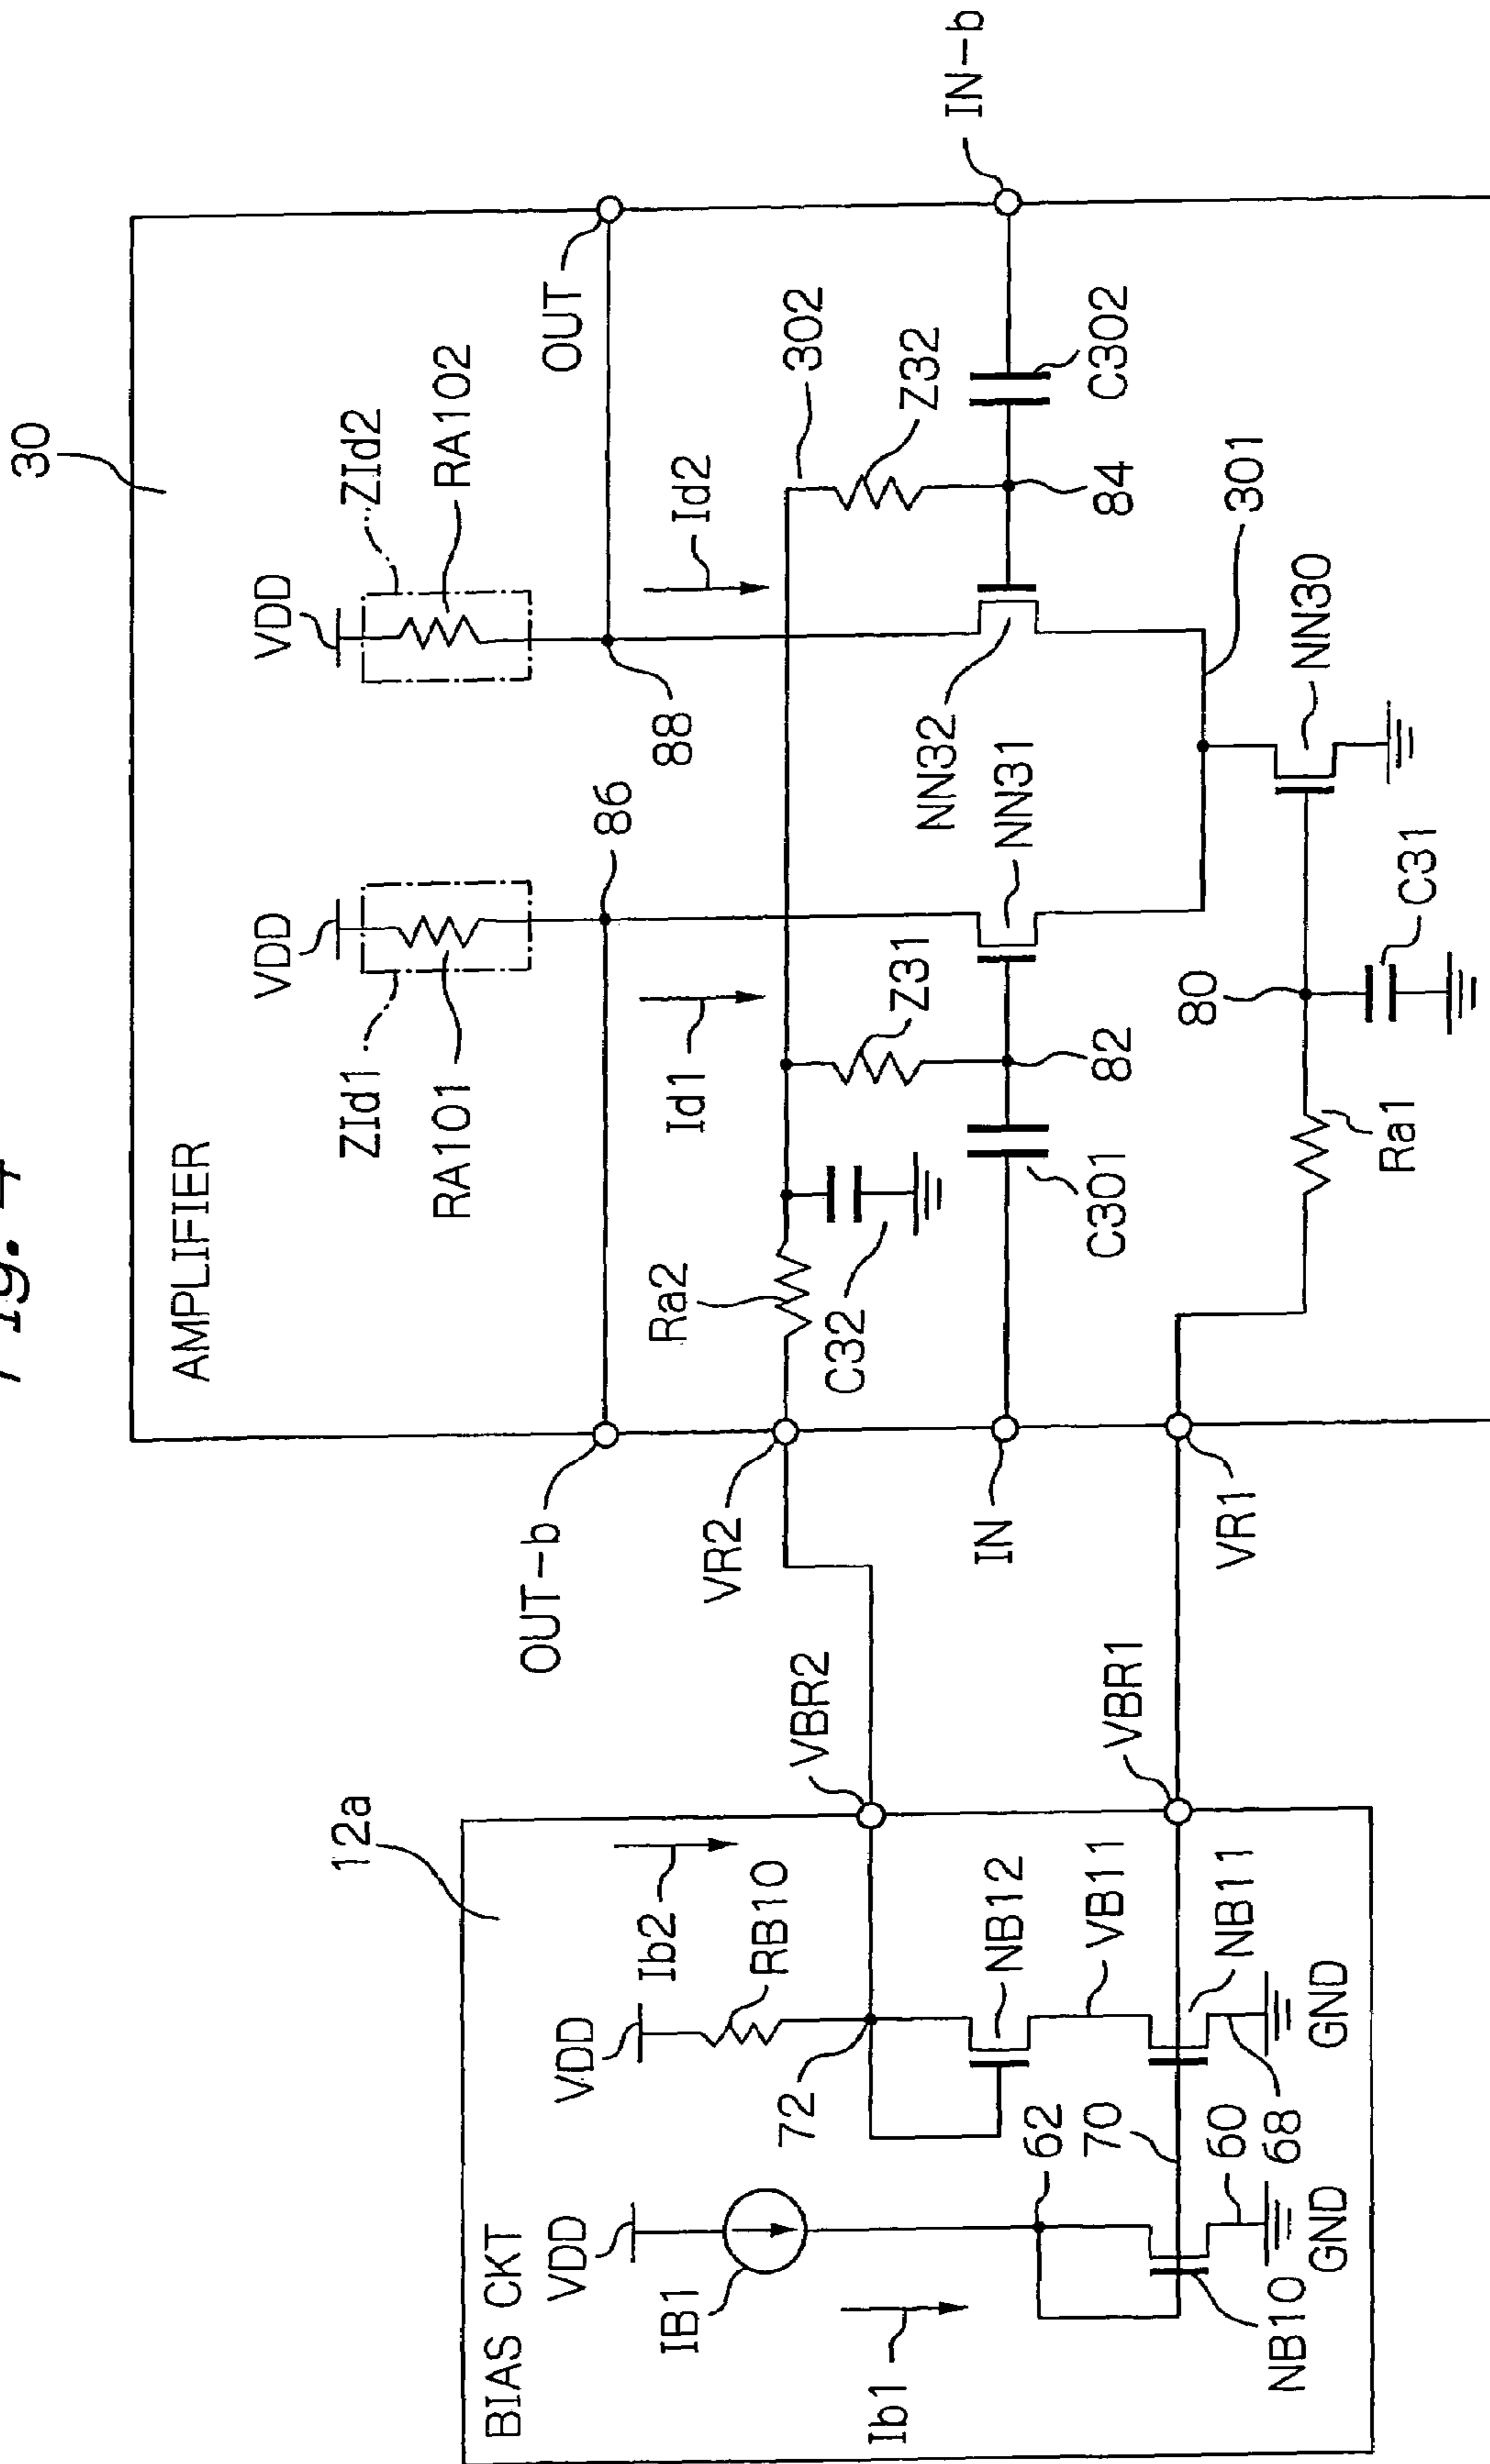 Fig. 4
30
AMPLIFIER
VDD
VDD
ZId1
RA101
ZId2
RA102
OUT-b
86
88
OUT
Id1
Id2
302
VR2
Ra2
C32
Z31
Z32
IN
C301
82
NN31
NN32
84
C302
IN-b
301
VR1
Ra1
80
C31
NN30
12a
BIAS CKT
VDD
VDD
IB1
Ib2
RB10
72
VBR2
NB12
Ib1
62
70
VB11
VBR1
NB10
60
68
NB11
GND
GND